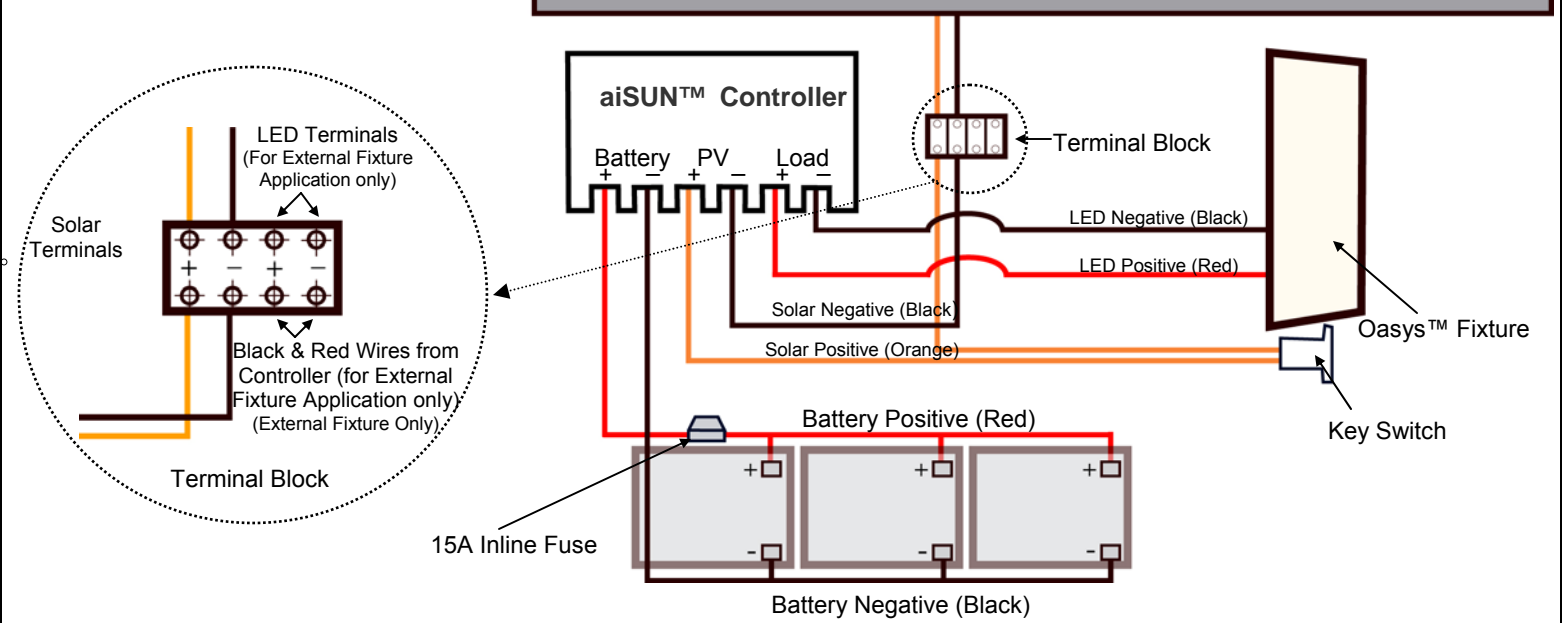 aiSUN™ Controller
Battery PV Load
+ − + − + −
Terminal Block
LED Terminals
(For External Fixture
Application only)
Solar
Terminals
+ − + −
Black & Red Wires from
Controller (for External
Fixture Application only)
(External Fixture Only)
Terminal Block
LED Negative (Black)
LED Positive (Red)
Solar Negative (Black)
Solar Positive (Orange)
Oasys™ Fixture
Key Switch
Battery Positive (Red)
+ + +
- - -
15A Inline Fuse
Battery Negative (Black)